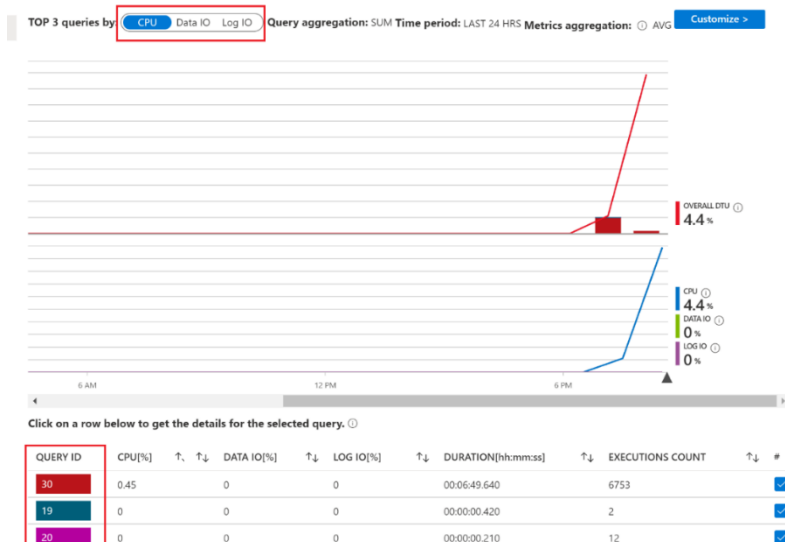 TOP 3 queries by: CPU Data IO Log IO Query aggregation: SUM Time period: LAST 24 HRS Metrics aggregation: AVG Customize >
OVERALL DTU
4.4 %
CPU
4.4 %
DATA IO
0 %
LOG IO
0 %
6 AM 12 PM 6 PM
Click on a row below to get the details for the selected query.
QUERY ID CPU[%] DATA IO[%] LOG IO[%] DURATION[hh:mm:ss] EXECUTIONS COUNT #
30 0.45 0 0 00:06:49.640 6753
19 0 0 0 00:00:00.420 2
20 0 0 0 00:00:00.210 12